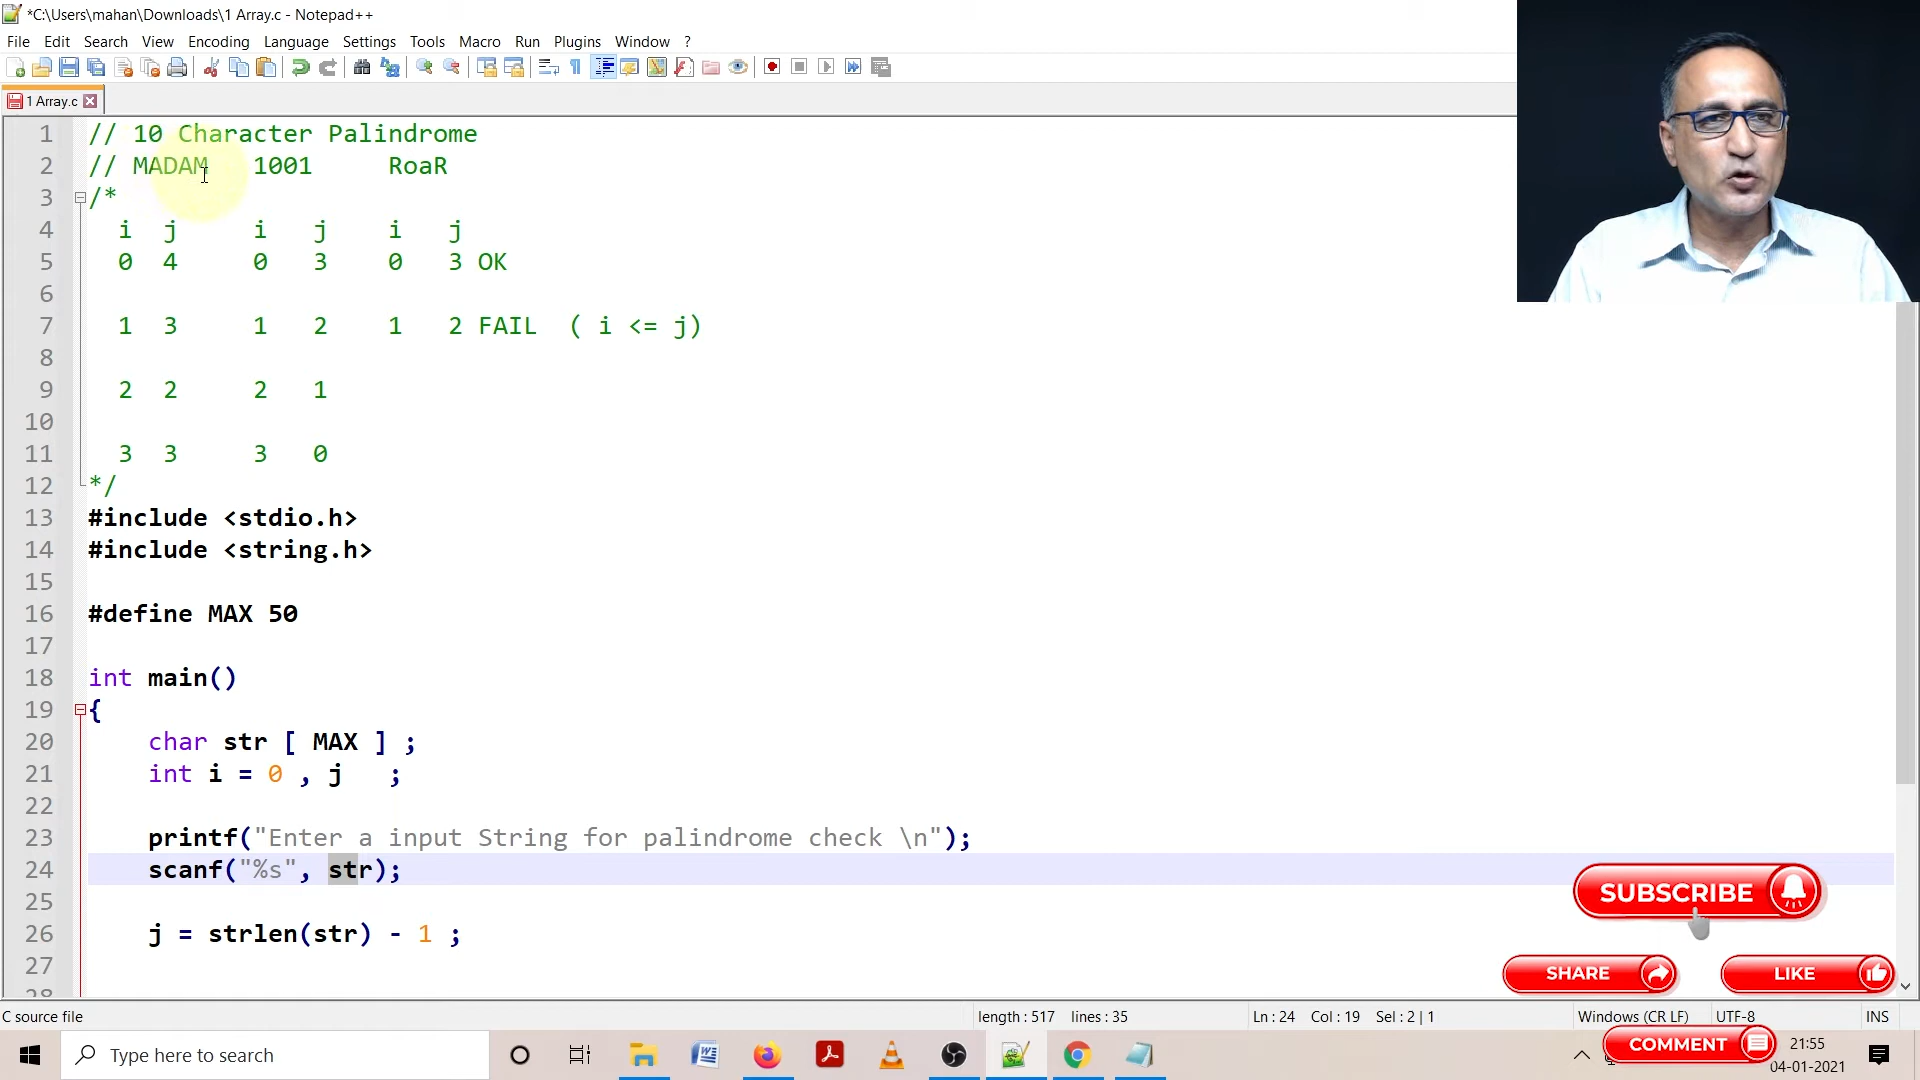 *C:\Users\mahan\Downloads\1 Array.c - Notepad++
File Edit Search View Encoding Language Settings Tools Macro Run Plugins Window ?
1 Array.c
1 // 10 Character Palindrome
2 // MADAM 1001 RoaR
3 /*
4 i j i j i j
5 0 4 0 3 0 3 OK
6
7 1 3 1 2 1 2 FAIL ( i <= j)
8
9 2 2 2 1
10
11 3 3 3 0
12 */
13 #include <stdio.h>
14 #include <string.h>
15
16 #define MAX 50
17
18 int main()
19 {
20 char str [ MAX ] ;
21 int i = 0 , j ;
22
23 printf("Enter a input String for palindrome check \n");
24 scanf("%s", str);
25
26 j = strlen(str) - 1 ;
27
28
SUBSCRIBE
SHARE LIKE
C source file length : 517 lines : 35 Ln : 24 Col : 19 Sel : 2 | 1 Windows (CR LF) UTF-8 INS
Type here to search
COMMENT
21:55
04-01-2021